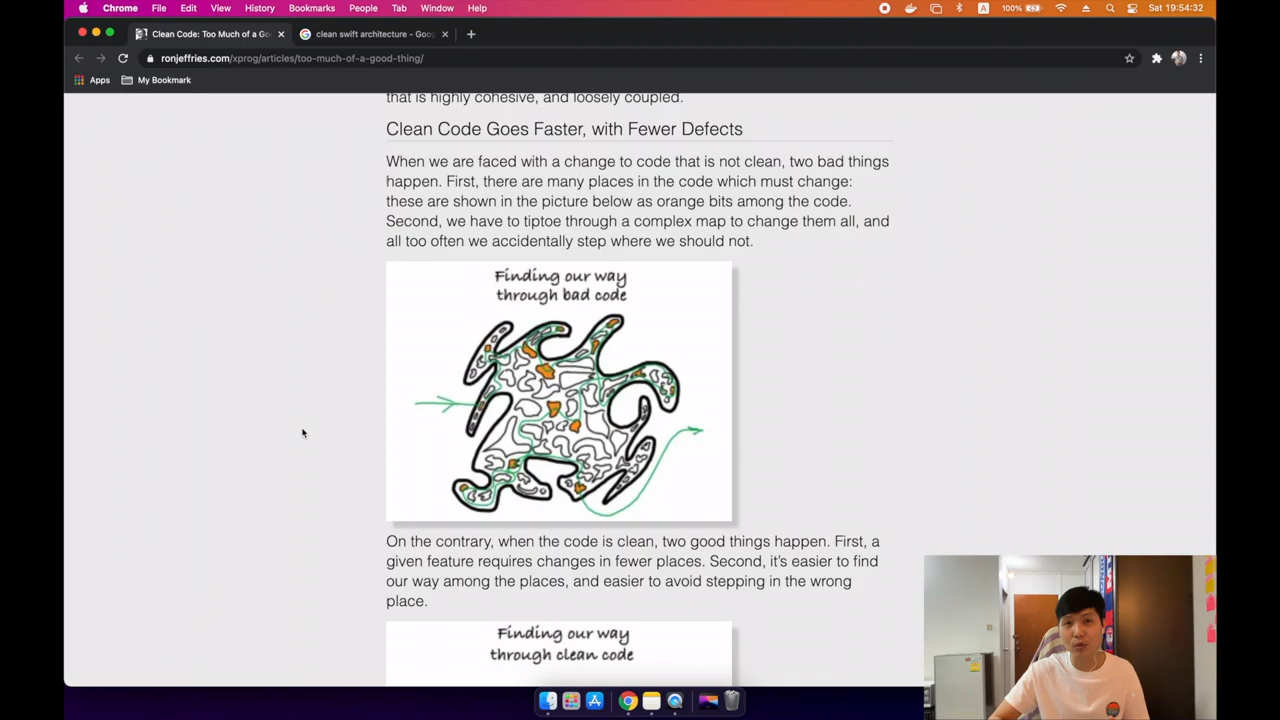 Chrome File Edit View History Bookmarks People Tab Window Help A 100% Sat 19:54:32
Clean Code: Too Much of a Go
clean swift architecture - Goog
ronjeffries.com/xprog/articles/too-much-of-a-good-thing/
Apps My Bookmark
that is highly cohesive, and loosely coupled.
Clean Code Goes Faster, with Fewer Defects
When we are faced with a change to code that is not clean, two bad things
happen. First, there are many places in the code which must change:
these are shown in the picture below as orange bits among the code.
Second, we have to tiptoe through a complex map to change them all, and
all too often we accidentally step where we should not.
Finding our way
through bad code
On the contrary, when the code is clean, two good things happen. First, a
given feature requires changes in fewer places. Second, it's easier to find
our way among the places, and easier to avoid stepping in the wrong
place.
Finding our way
through clean code